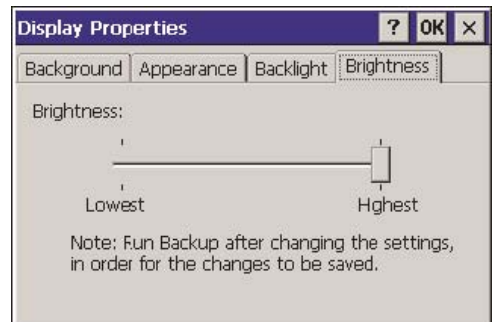 Display Properties ? OK ×
Background Appearance Backlight Brightness
Brightness:
Lowest Hghest
Note: Run Backup after changing the settings,
in order for the changes to be saved.